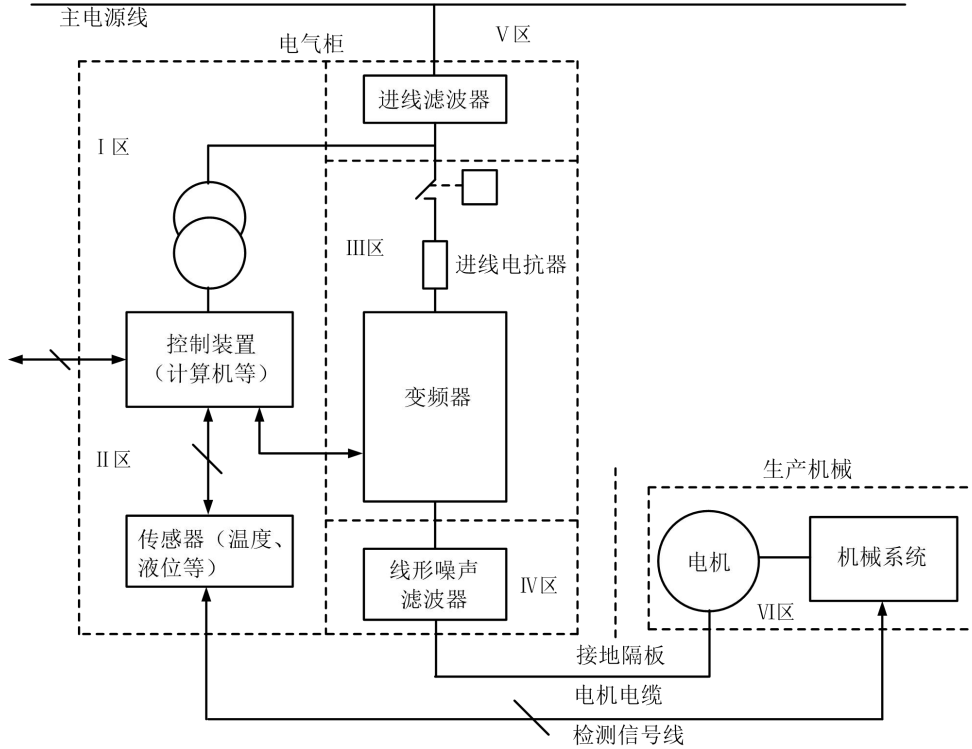 主电源线
电气柜
Ⅴ区
进线滤波器
Ⅰ区
Ⅲ区
进线电抗器
控制装置
（计算机等）
变频器
Ⅱ区
传感器（温度、
液位等）
线形噪声
滤波器
Ⅳ区
生产机械
电机
机械系统
Ⅵ区
接地隔板
电机电缆
检测信号线